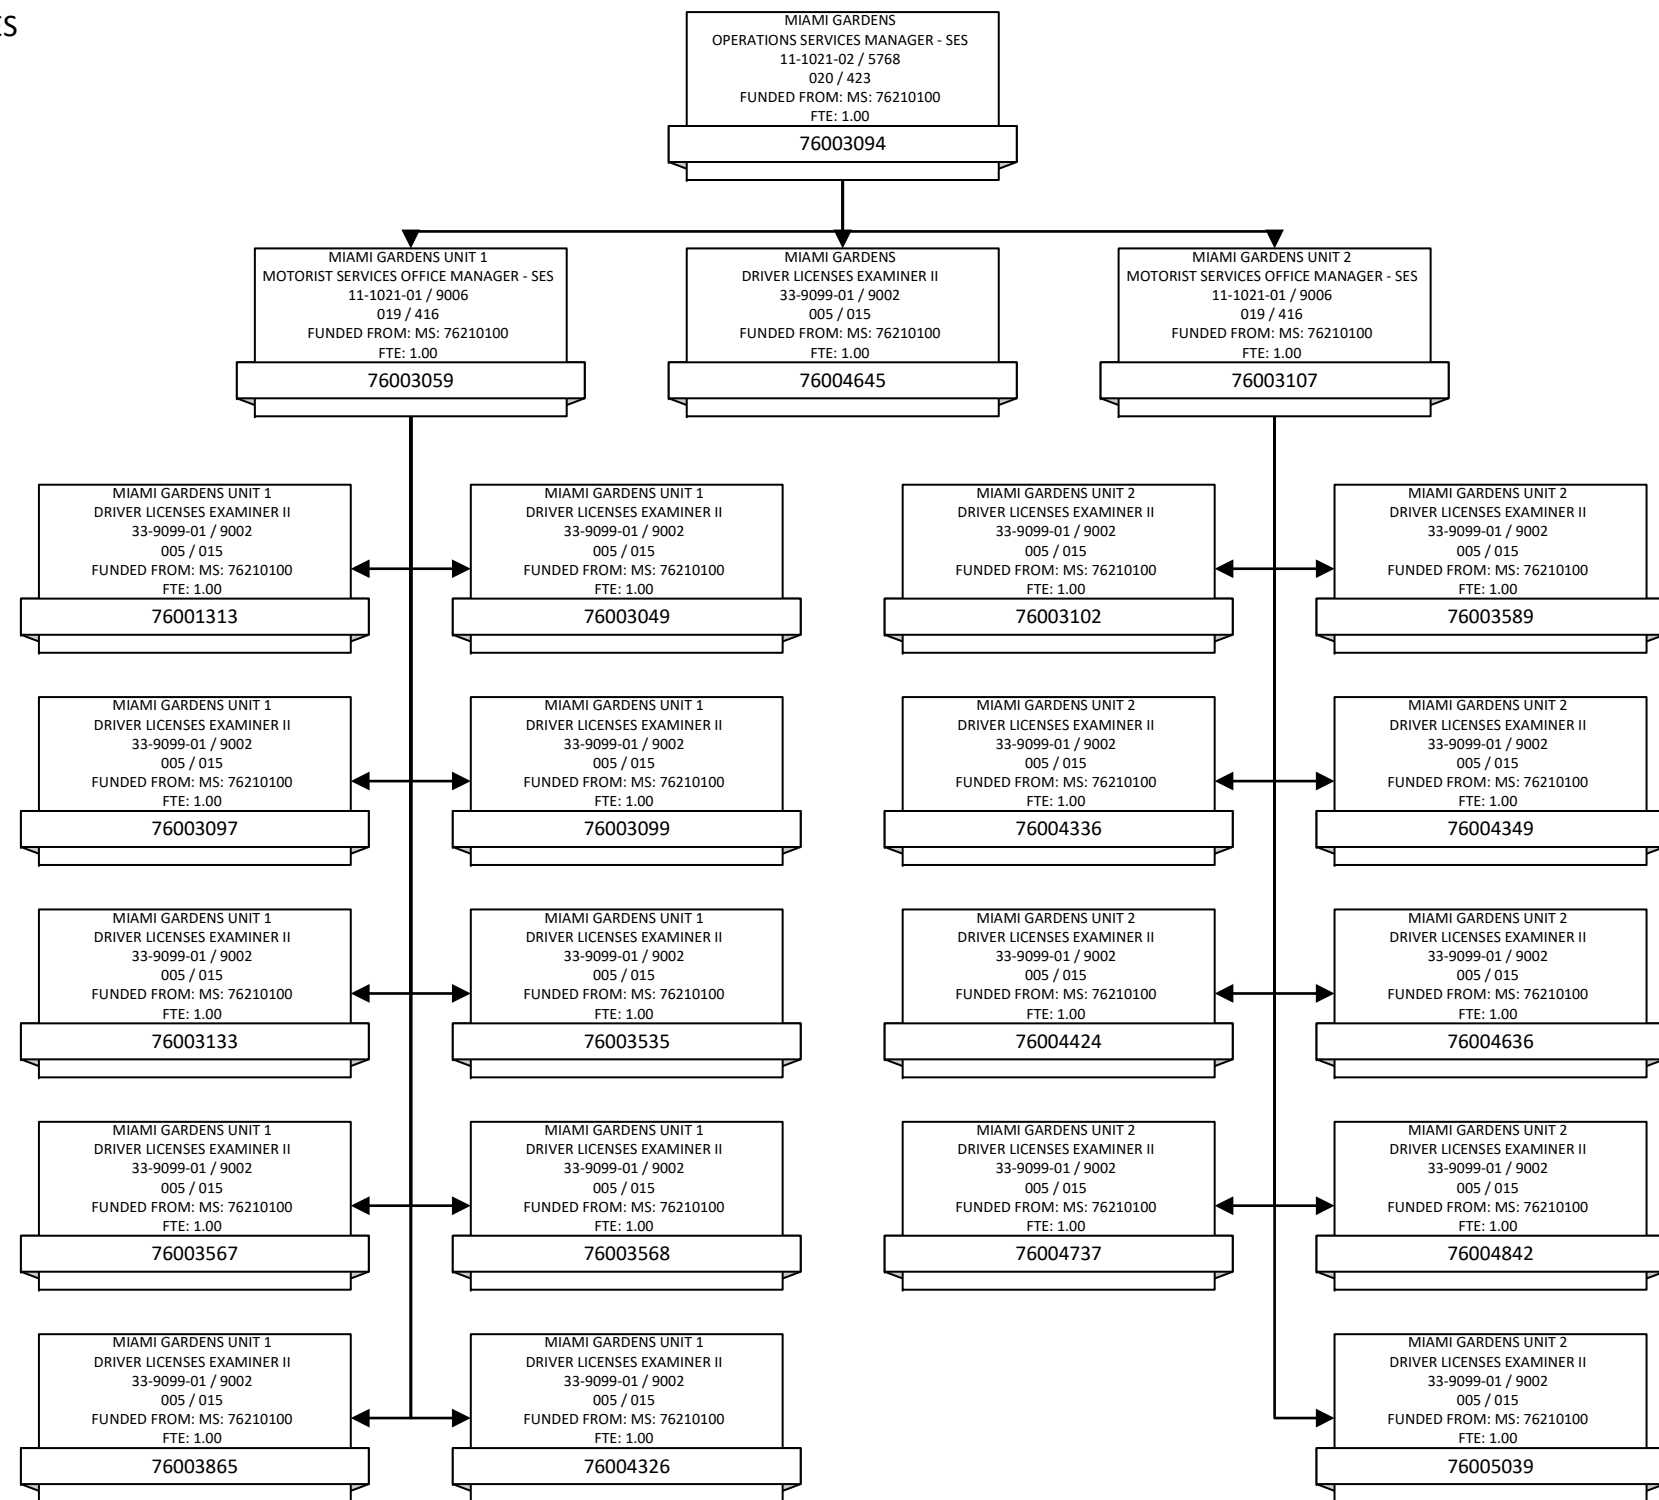 ES
MIAMI GARDENS
OPERATIONS SERVICES MANAGER - SES
11-1021-02 / 5768
020 / 423
FUNDED FROM: MS: 76210100
FTE: 1.00
76003094
MIAMI GARDENS UNIT 1
MOTORIST SERVICES OFFICE MANAGER - SES
11-1021-01 / 9006
019 / 416
FUNDED FROM: MS: 76210100
FTE: 1.00
76003059
MIAMI GARDENS
DRIVER LICENSES EXAMINER II
33-9099-01 / 9002
005 / 015
FUNDED FROM: MS: 76210100
FTE: 1.00
76004645
MIAMI GARDENS UNIT 2
MOTORIST SERVICES OFFICE MANAGER - SES
11-1021-01 / 9006
019 / 416
FUNDED FROM: MS: 76210100
FTE: 1.00
76003107
MIAMI GARDENS UNIT 1
DRIVER LICENSES EXAMINER II
33-9099-01 / 9002
005 / 015
FUNDED FROM: MS: 76210100
FTE: 1.00
76001313
MIAMI GARDENS UNIT 1
DRIVER LICENSES EXAMINER II
33-9099-01 / 9002
005 / 015
FUNDED FROM: MS: 76210100
FTE: 1.00
76003049
MIAMI GARDENS UNIT 2
DRIVER LICENSES EXAMINER II
33-9099-01 / 9002
005 / 015
FUNDED FROM: MS: 76210100
FTE: 1.00
76003102
MIAMI GARDENS UNIT 2
DRIVER LICENSES EXAMINER II
33-9099-01 / 9002
005 / 015
FUNDED FROM: MS: 76210100
FTE: 1.00
76003589
MIAMI GARDENS UNIT 1
DRIVER LICENSES EXAMINER II
33-9099-01 / 9002
005 / 015
FUNDED FROM: MS: 76210100
FTE: 1.00
76003097
MIAMI GARDENS UNIT 1
DRIVER LICENSES EXAMINER II
33-9099-01 / 9002
005 / 015
FUNDED FROM: MS: 76210100
FTE: 1.00
76003099
MIAMI GARDENS UNIT 2
DRIVER LICENSES EXAMINER II
33-9099-01 / 9002
005 / 015
FUNDED FROM: MS: 76210100
FTE: 1.00
76004336
MIAMI GARDENS UNIT 2
DRIVER LICENSES EXAMINER II
33-9099-01 / 9002
005 / 015
FUNDED FROM: MS: 76210100
FTE: 1.00
76004349
MIAMI GARDENS UNIT 1
DRIVER LICENSES EXAMINER II
33-9099-01 / 9002
005 / 015
FUNDED FROM: MS: 76210100
FTE: 1.00
76003133
MIAMI GARDENS UNIT 1
DRIVER LICENSES EXAMINER II
33-9099-01 / 9002
005 / 015
FUNDED FROM: MS: 76210100
FTE: 1.00
76003535
MIAMI GARDENS UNIT 2
DRIVER LICENSES EXAMINER II
33-9099-01 / 9002
005 / 015
FUNDED FROM: MS: 76210100
FTE: 1.00
76004424
MIAMI GARDENS UNIT 2
DRIVER LICENSES EXAMINER II
33-9099-01 / 9002
005 / 015
FUNDED FROM: MS: 76210100
FTE: 1.00
76004636
MIAMI GARDENS UNIT 1
DRIVER LICENSES EXAMINER II
33-9099-01 / 9002
005 / 015
FUNDED FROM: MS: 76210100
FTE: 1.00
76003567
MIAMI GARDENS UNIT 1
DRIVER LICENSES EXAMINER II
33-9099-01 / 9002
005 / 015
FUNDED FROM: MS: 76210100
FTE: 1.00
76003568
MIAMI GARDENS UNIT 2
DRIVER LICENSES EXAMINER II
33-9099-01 / 9002
005 / 015
FUNDED FROM: MS: 76210100
FTE: 1.00
76004737
MIAMI GARDENS UNIT 2
DRIVER LICENSES EXAMINER II
33-9099-01 / 9002
005 / 015
FUNDED FROM: MS: 76210100
FTE: 1.00
76004842
MIAMI GARDENS UNIT 1
DRIVER LICENSES EXAMINER II
33-9099-01 / 9002
005 / 015
FUNDED FROM: MS: 76210100
FTE: 1.00
76003865
MIAMI GARDENS UNIT 1
DRIVER LICENSES EXAMINER II
33-9099-01 / 9002
005 / 015
FUNDED FROM: MS: 76210100
FTE: 1.00
76004326
MIAMI GARDENS UNIT 2
DRIVER LICENSES EXAMINER II
33-9099-01 / 9002
005 / 015
FUNDED FROM: MS: 76210100
FTE: 1.00
76005039